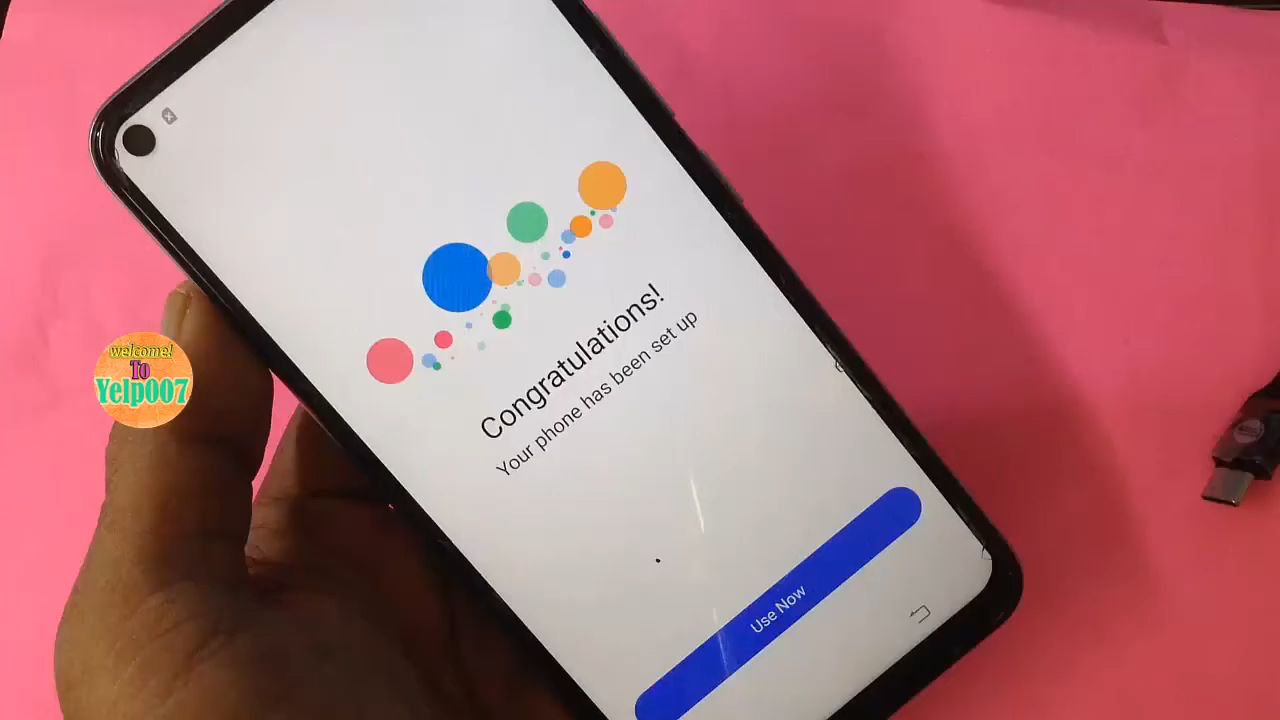 Congratulations!
Your phone has been set up
Use Now
welcome!
To
Yelp007